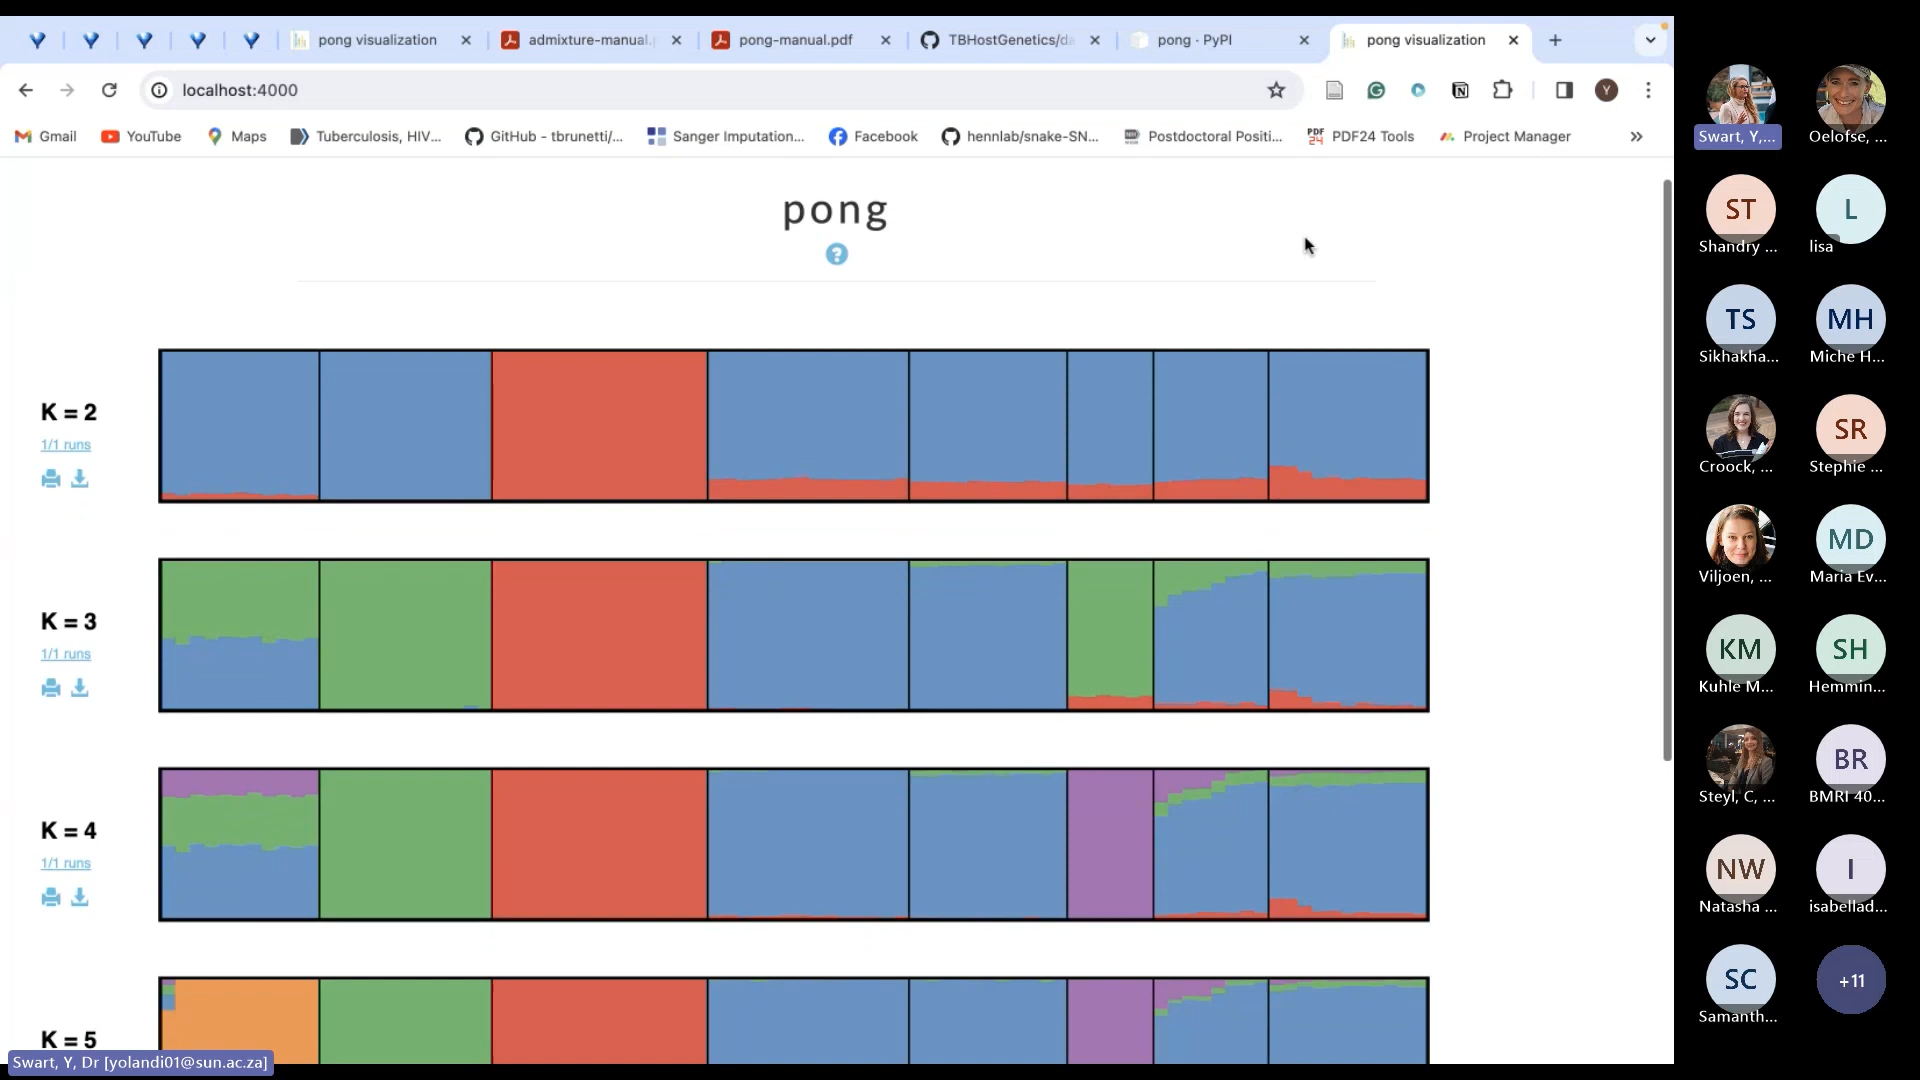 pong visualization
admixture-manual.
pong-manual.pdf
TBHostGenetics/da
pong · PyPI
pong visualization
localhost:4000
Y
Gmail
YouTube
Maps
Tuberculosis, HIV...
GitHub - tbrunetti/...
Sanger Imputation...
Facebook
hennlab/snake-SN...
Postdoctoral Positi...
PDF24 Tools
Project Manager
pong
?
K = 2
1/1 runs
K = 3
1/1 runs
K = 4
1/1 runs
K = 5
Swart, Y, Dr [yolandi01@sun.ac.za]
Swart, Y,...
Oelofse, ...
ST
Shandry ...
L
lisa
TS
Sikhakha...
MH
Miche H...
Croock, ...
SR
Stephie ...
Viljoen, ...
MD
Maria Ev...
KM
Kuhle M...
SH
Hemmin...
Steyl, C, ...
BR
BMRI 40...
NW
Natasha ...
I
isabellad...
SC
Samanth...
+11